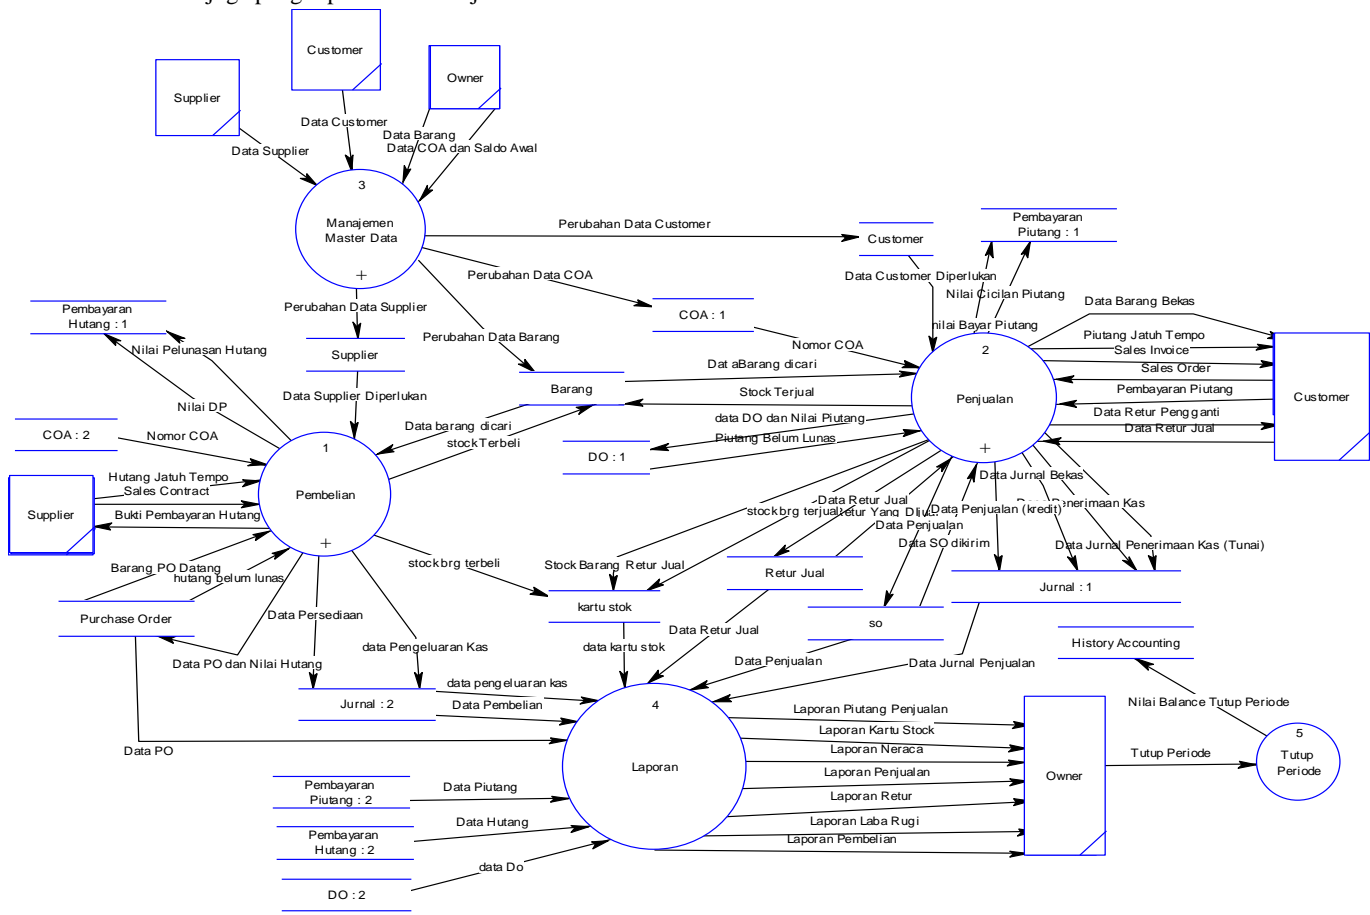 Customer
Owner
Supplier
Data Customer
Data Barang
Data COA dan Saldo Awal
Data Supplier
3
Manajemen
Master Data
+
Perubahan Data Customer
Customer
Pembayaran
Piutang : 1
Perubahan Data COA
Data Customer Diperlukan
Nilai Cicilan Piutang
Perubahan Data Supplier
Data Barang Bekas
Pembayaran
Hutang : 1
COA : 1
nilai Bayar Piutang
Perubahan Data Barang
Nomor COA
Piutang Jatuh Tempo
Sales Invoice
Nilai Pelunasan Hutang
Supplier
2
Dat aBarang dicari
Sales Order
Barang
Stock Terjual
Penjualan
Pembayaran Piutang
Customer
Data Supplier Diperlukan
Nilai DP
data DO dan Nilai Piutang
Data Retur Pengganti
Data barang dicari
Piutang Belum Lunas
Data Retur Jual
COA : 2
Nomor COA
stockTerbeli
DO : 1
+
1
Hutang Jatuh Tempo
Sales Contract
Data Jurnal Bekas
Pembelian
Supplier
Bukti Pembayaran Hutang
Data Retur Jual
stockbrg terjual
Penerimaan Kas
Data Penjualan (kredit)
Data Penjualan
+
Data SO dikirim
Data Jurnal Penerimaan Kas (Tunai)
Barang PO Datang
hutang belum lunas
stockbrg terbeli
Stock Barang Retur Jual
Retur Jual
Jurnal : 1
kartu stok
Purchase Order
Data Persediaan
so
Data Retur Jual
History Accounting
data Pengeluaran Kas
data kartu stok
Data PO dan Nilai Hutang
Data Penjualan
Data Jurnal Penjualan
data pengeluaran kas
Jurnal : 2
Data Pembelian
4
Laporan Piutang Penjualan
Nilai Balance Tutup Periode
Laporan Kartu Stock
5
Data PO
Laporan Neraca
Tutup Periode
Tutup
Periode
Laporan
Laporan Penjualan
Owner
Pembayaran
Piutang : 2
Data Piutang
Laporan Retur
Data Hutang
Laporan Laba Rugi
Pembayaran
Hutang : 2
Laporan Pembelian
data Do
DO : 2